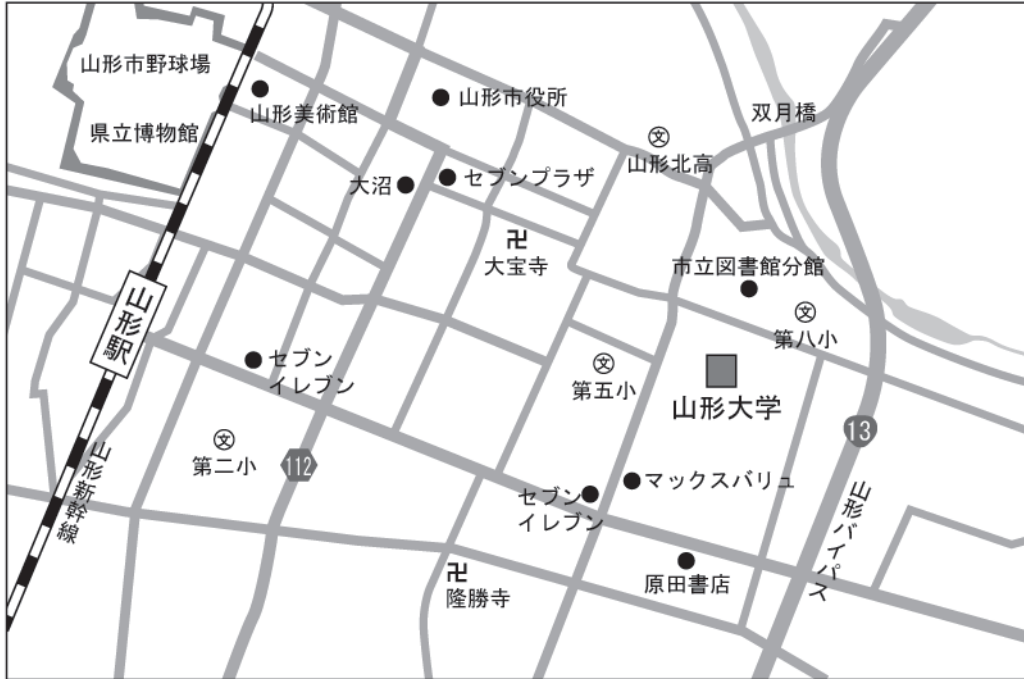 山形市野球場
県立博物館
山形美術館
山形市役所
双月橋
山形北高
大沼
セブンプラザ
大宝寺
市立図書館分館
第八小
山形駅
セブン
イレブン
第五小
山形大学
13
第二小
112
山形新幹線
セブン
イレブン
マックスバリュ
山形バイパス
原田書店
隆勝寺